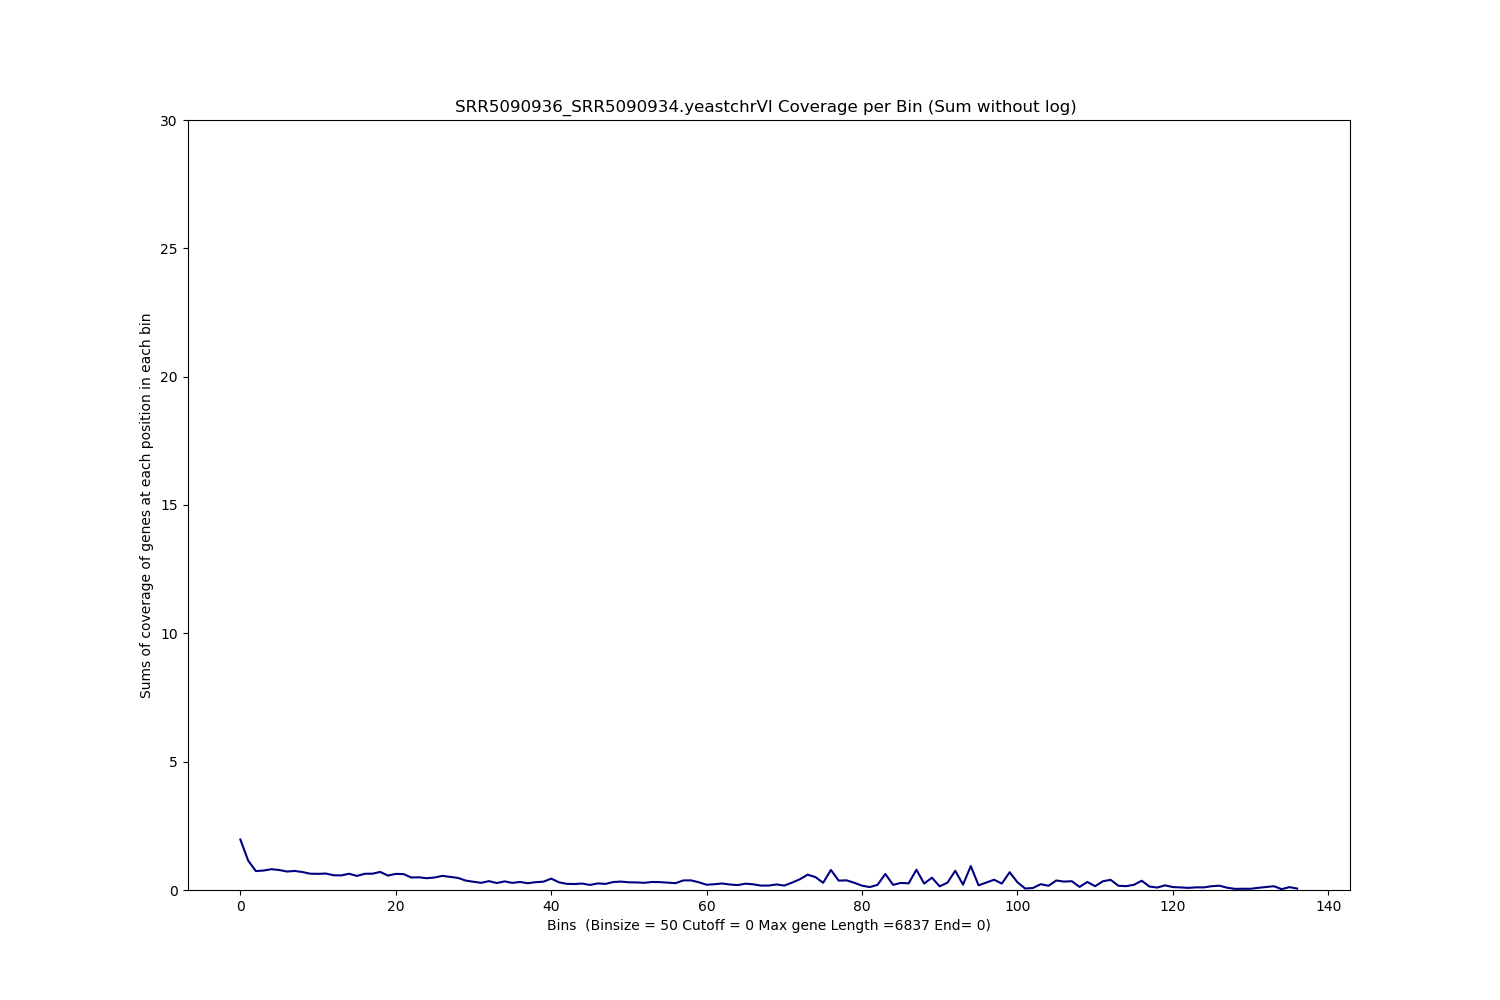 SRR5090936_SRR5090934.yeastchrVI Coverage per Bin (Sum without log)
30
25
20
15
10
5
0
Sums of coverage of genes at each position in each bin
0 20 40 60 80 100 120 140
Bins  (Binsize = 50 Cutoff = 0 Max gene Length =6837 End= 0)